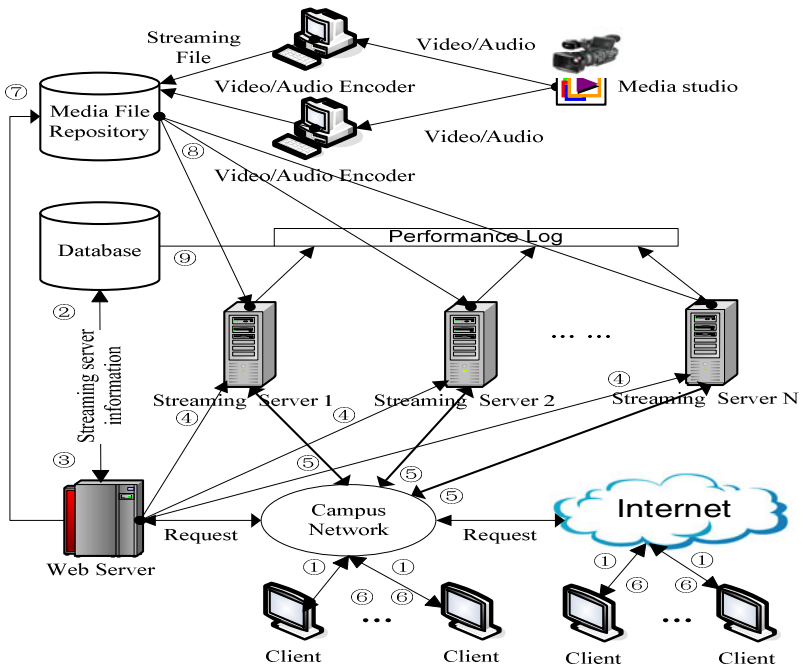 Streaming
File
Video/Audio
Video/Audio Encoder
Media studio
⑦
Media File
Repository
Video/Audio
⑧
Video/Audio Encoder
Database
⑨
Performance Log
②
Streaming server
information
... ...
④
④
④
Streaming Server 1
Streaming Server 2
Streaming Server N
③
⑤
⑤
⑤
Campus
Network
Internet
Request
Request
Web Server
①
①
①
①
⑥
⑥
⑥
⑥
...
...
Client
Client
Client
Client